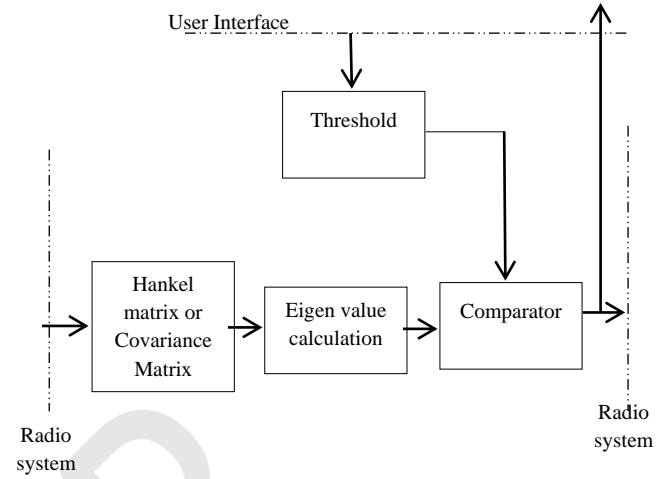 User Interface
Threshold
Hankel
matrix or
Covariance
Matrix
Eigen value
calculation
Comparator
Radio
system
Radio
system